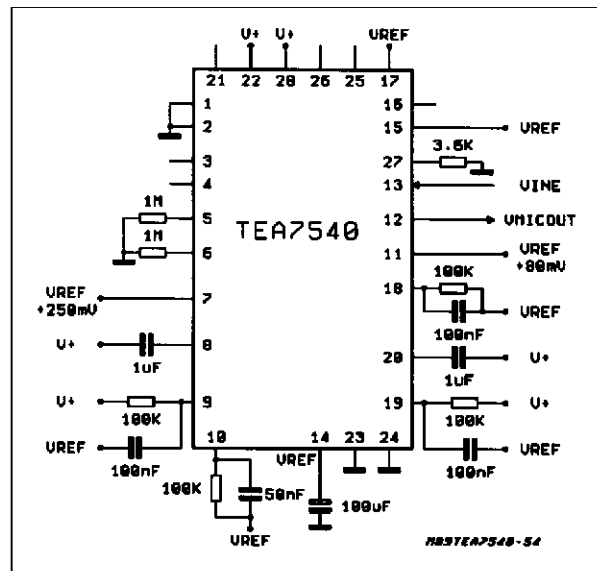 V+ V+ VREF
21 22 28 26 25 17
1 16
2 15 VREF
3 27 3.6K
4 13 VINE
1M
5 12 VMICOUT
1M
6 11 VREF
+80mV
TEA7540
VREF
+250mV
7 18 100K
100nF VREF
V+ 1uF 8 20 1uF V+
V+ 100K 9 19 100K V+
VREF 100nF 10 14 23 24 100nF VREF
VREF
100K 50nF 100uF
VREF
M89TEA7540-54